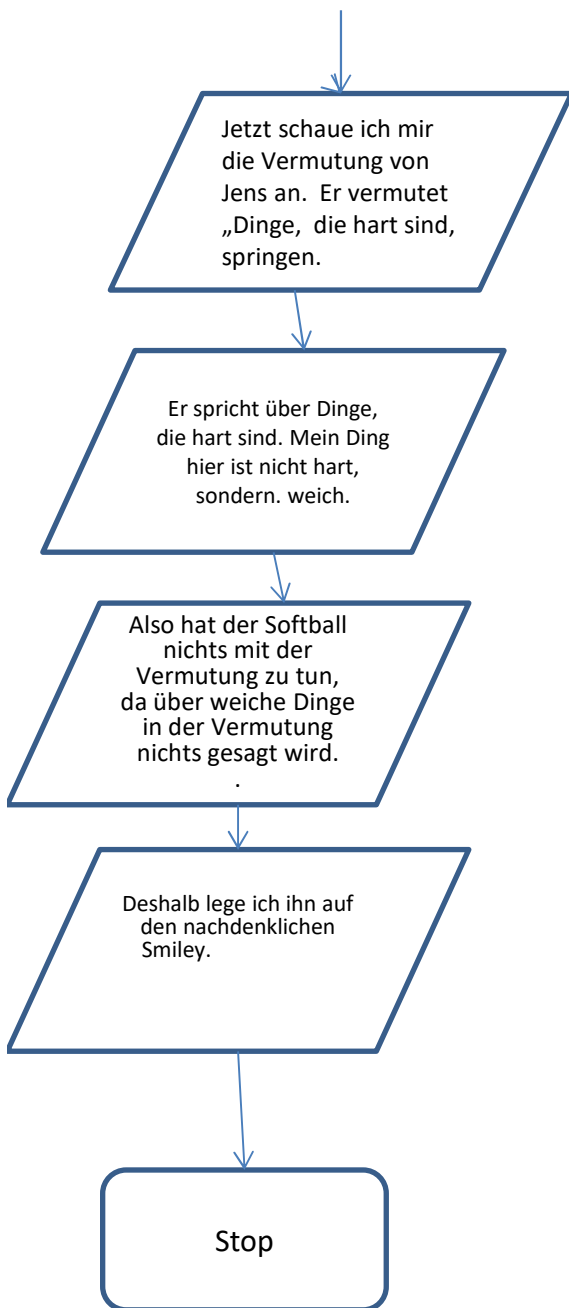 Jetzt schaue ich mir
die Vermutung von
Jens an.  Er vermutet
„Dinge,  die hart sind,
springen.
Er spricht über Dinge,
die hart sind. Mein Ding
hier ist nicht hart,
sondern. weich.
Also hat der Softball
nichts mit der
Vermutung zu tun,
da über weiche Dinge
in der Vermutung
nichts gesagt wird.
.
Deshalb lege ich ihn auf
den nachdenklichen
Smiley.
Stop